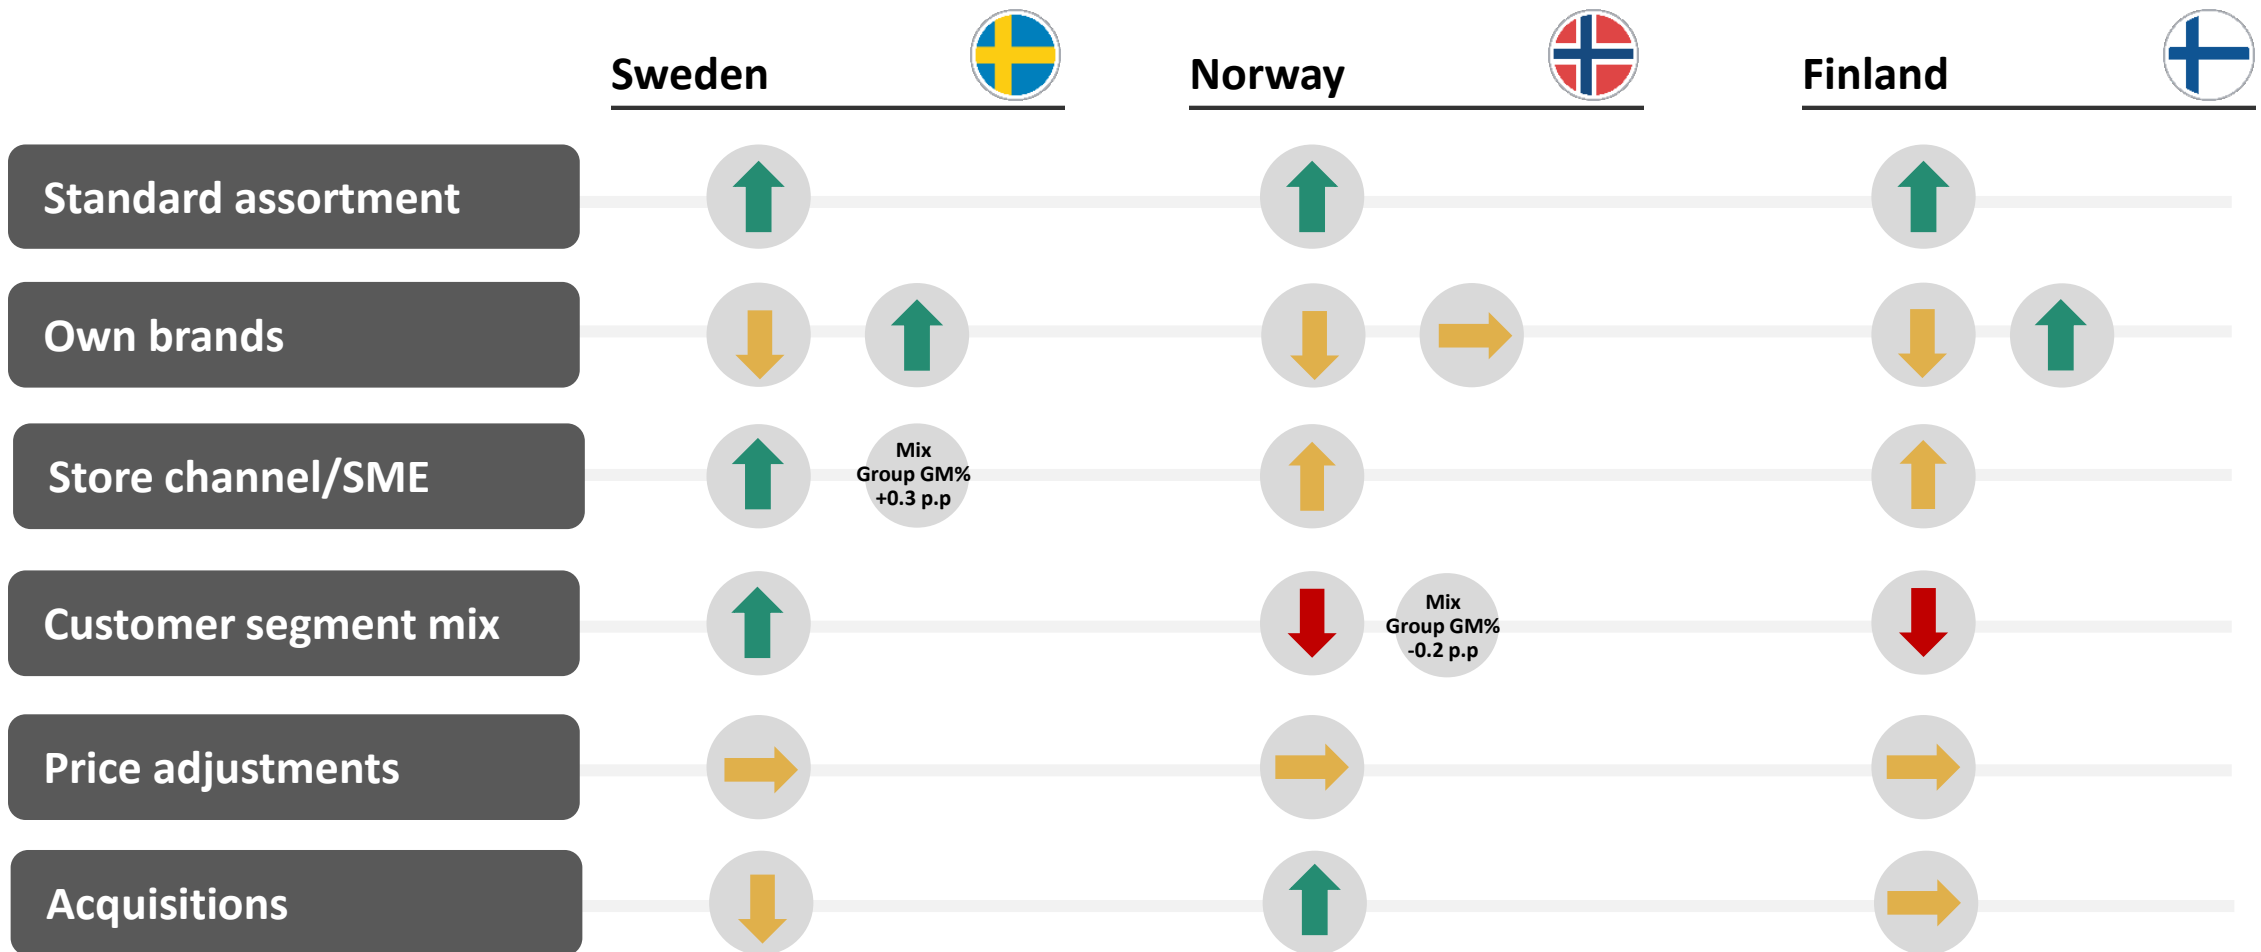 Sweden
Norway
Finland
Standard assortment
Own brands
Store channel/SME
Mix
Group GM%
+0.3 p.p
Customer segment mix
Mix
Group GM%
-0.2 p.p
Price adjustments
Acquisitions